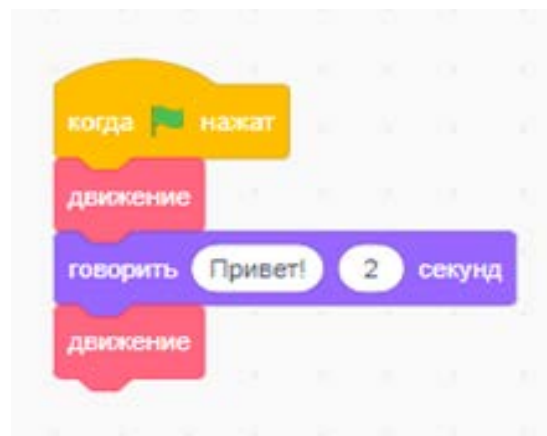 когда нажат
движение
говорить Привет! 2 секунд
движение